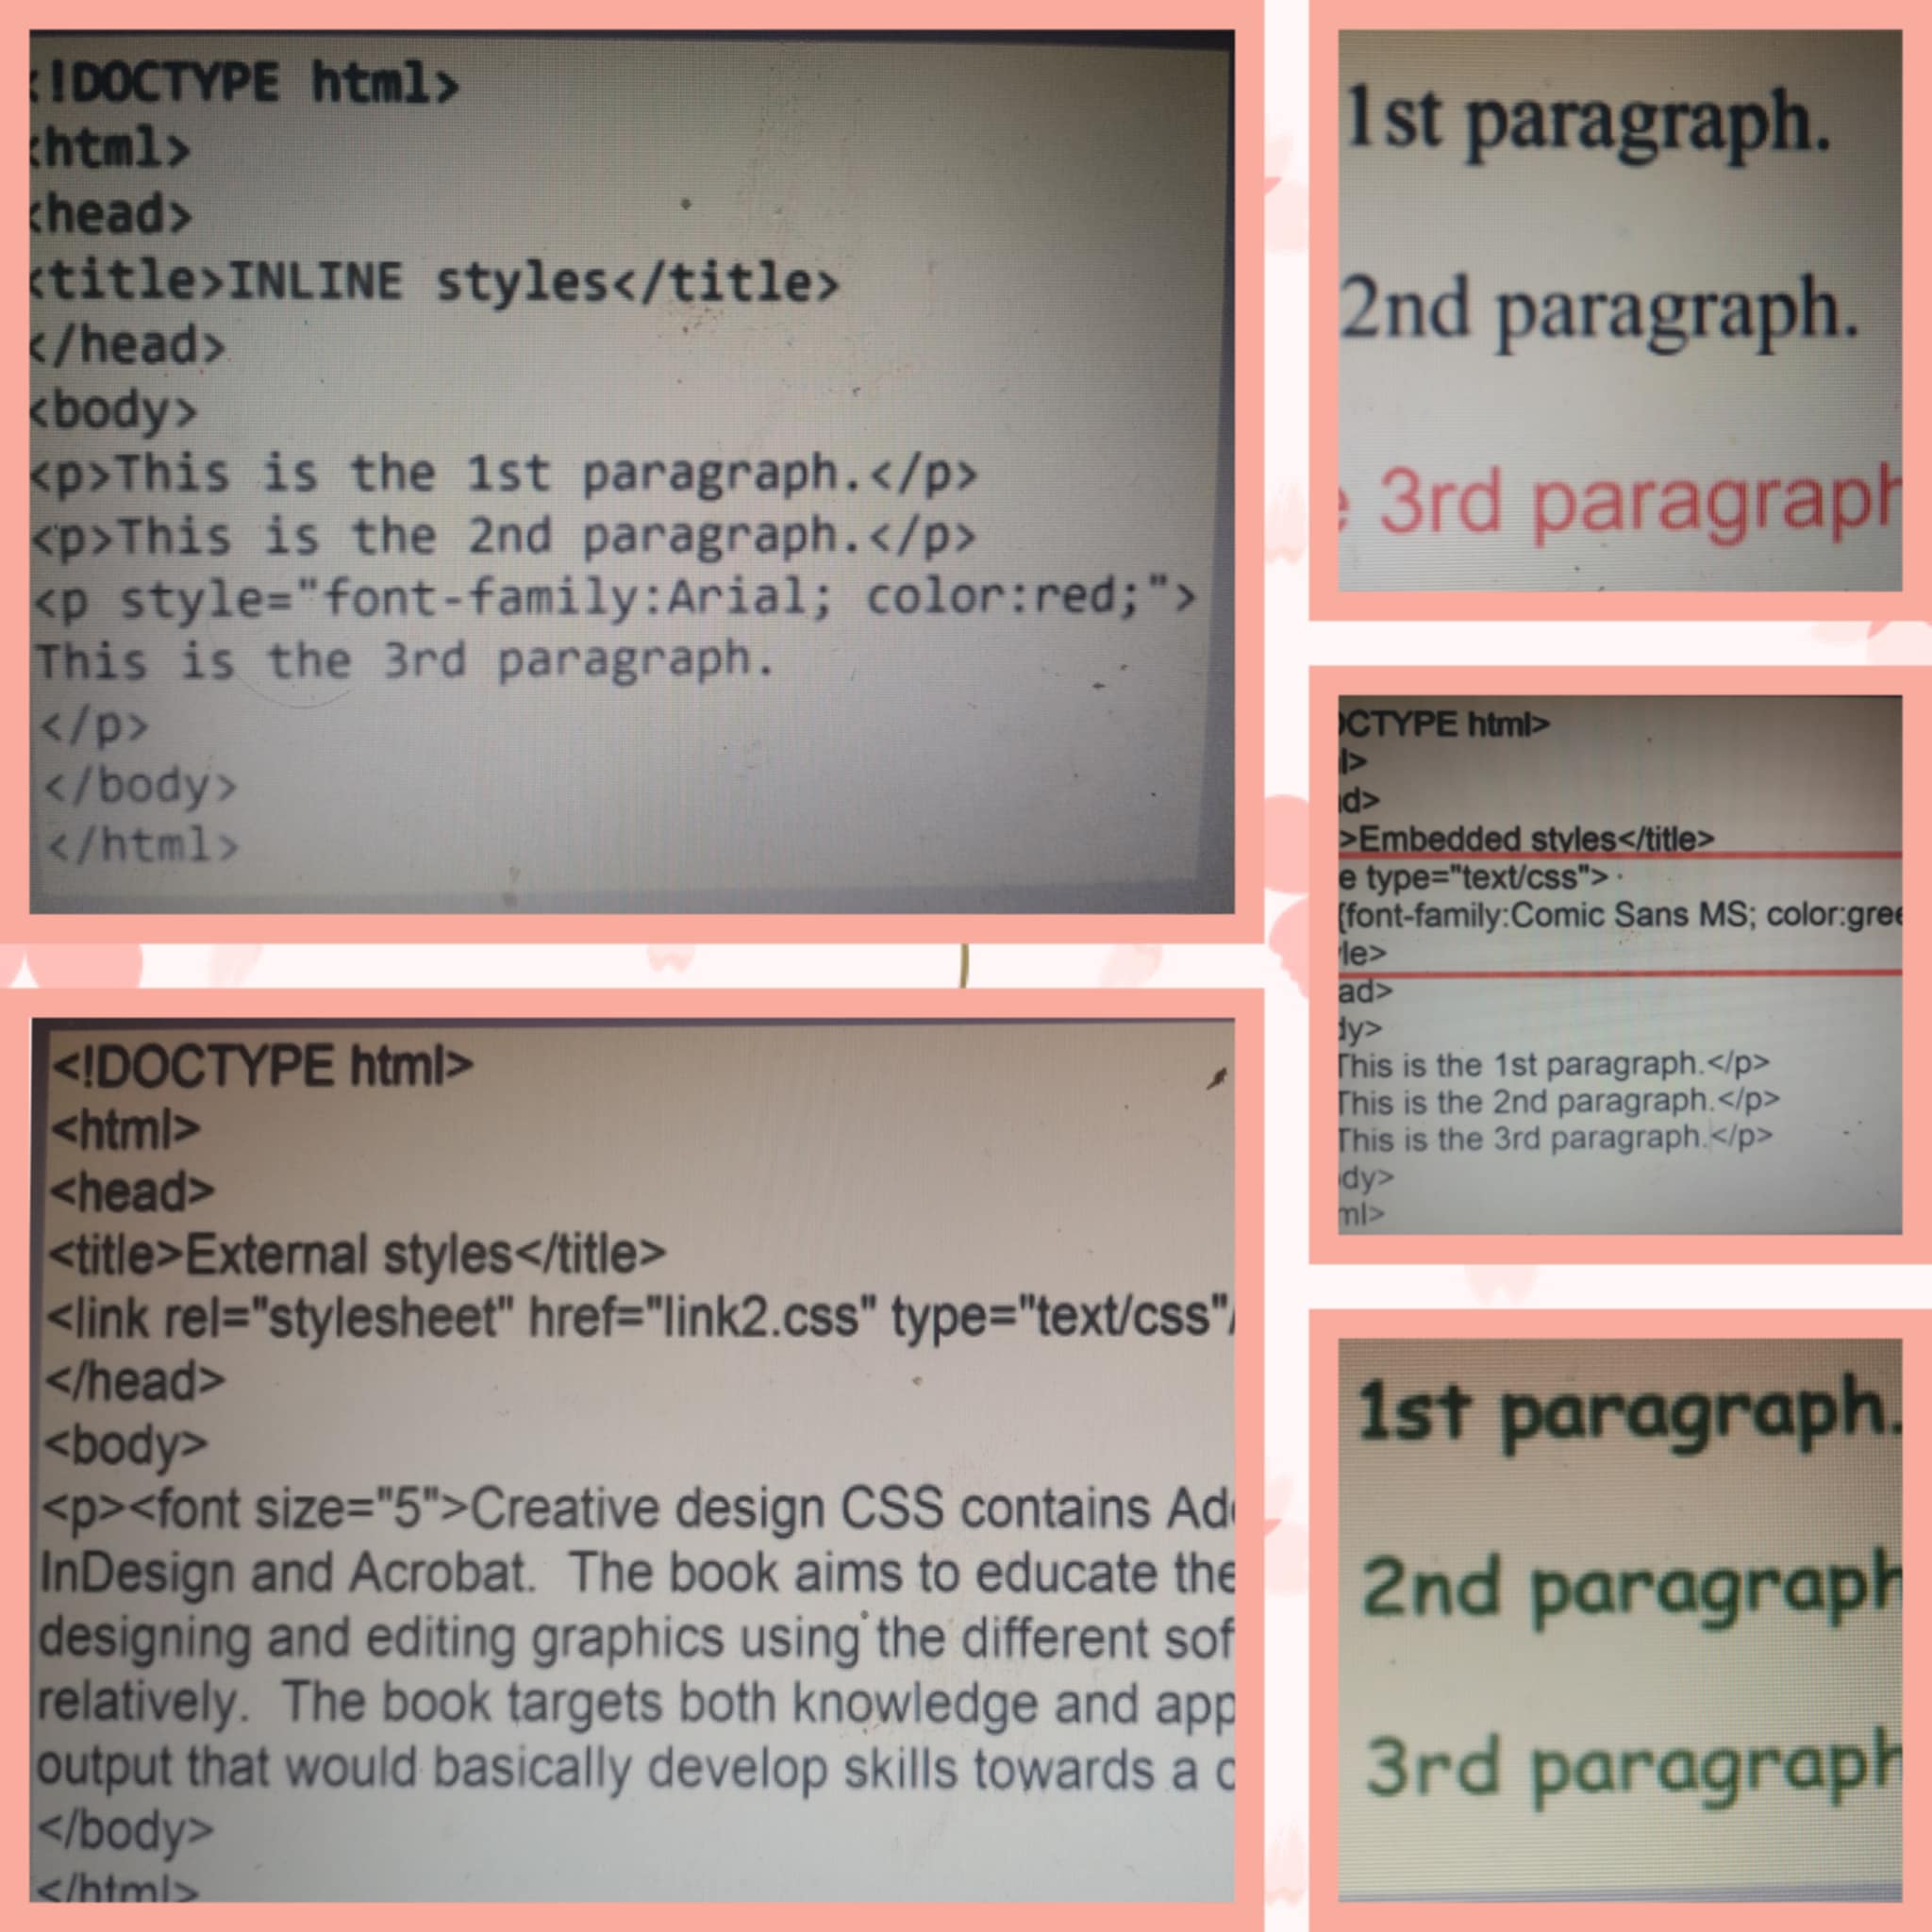 <!DOCTYPE html>
<html>
<head>
<title>INLINE styles</title>
</head>
<body>
<p>This is the 1st paragraph.</p>
<p>This is the 2nd paragraph.</p>
<p style="font-family:Arial; color:red;">
This is the 3rd paragraph.
</p>
</body>
</html>
1st paragraph.
2nd paragraph.
e 3rd paragraph
OCTYPE html>
l>
ad>
>Embedded styles</title>
e type="text/css">
{font-family:Comic Sans MS; color:gree
le>
ad>
dy>
This is the 1st paragraph.</p>
This is the 2nd paragraph.</p>
This is the 3rd paragraph.</p>
dy>
ml>
<!DOCTYPE html>
<html>
<head>
<title>External styles</title>
<link rel="stylesheet" href="link2.css" type="text/css"/
</head>
<body>
<p><font size="5">Creative design CSS contains
InDesign and Acrobat.  The book aims to educate the
designing and editing graphics using the different
relatively.  The book targets both knowledge and
output that would basically develop skills towards a
</body>
</html>
1st paragraph.
2nd paragraph
3rd paragraph